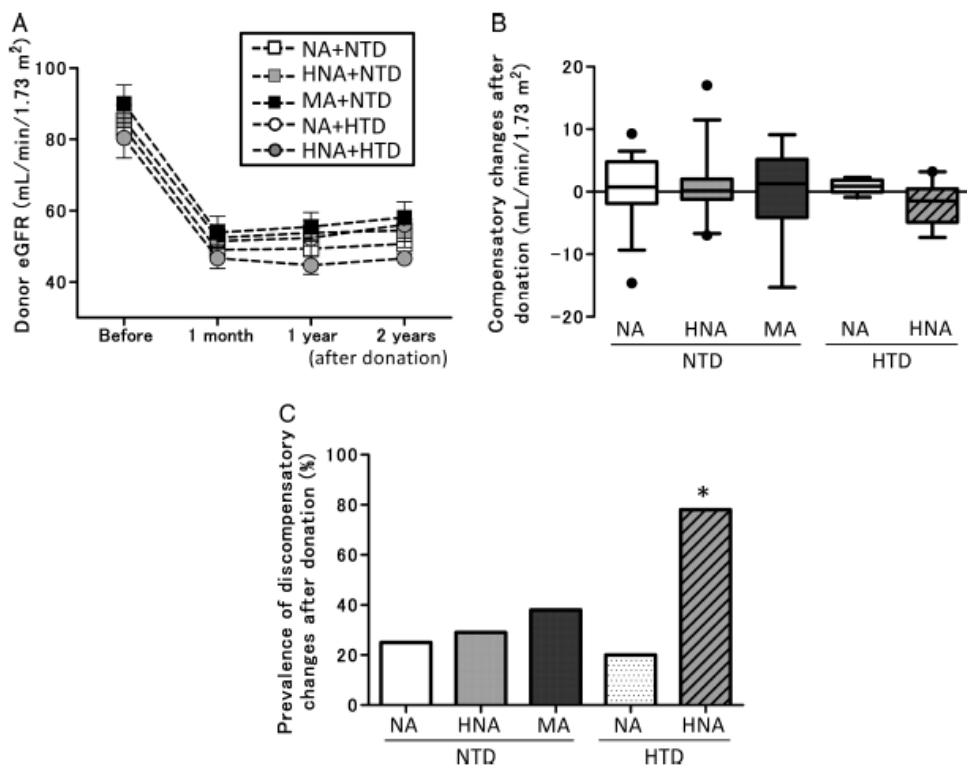 A
Donor eGFR (mL/min/1.73 m²)
100
80
60
40
NA+NTD
HNA+NTD
MA+NTD
NA+HTD
HNA+HTD
Before 1 month 1 year 2 years
(after donation)
B
Compensatory changes after
donation (mL/min/1.73 m²)
20
10
0
-10
-20
NA HNA MA NA HNA
NTD HTD
C
Prevalence of discompensatory
changes after donation (%)
100
80
60
40
20
0
*
NA HNA MA NA HNA
NTD HTD